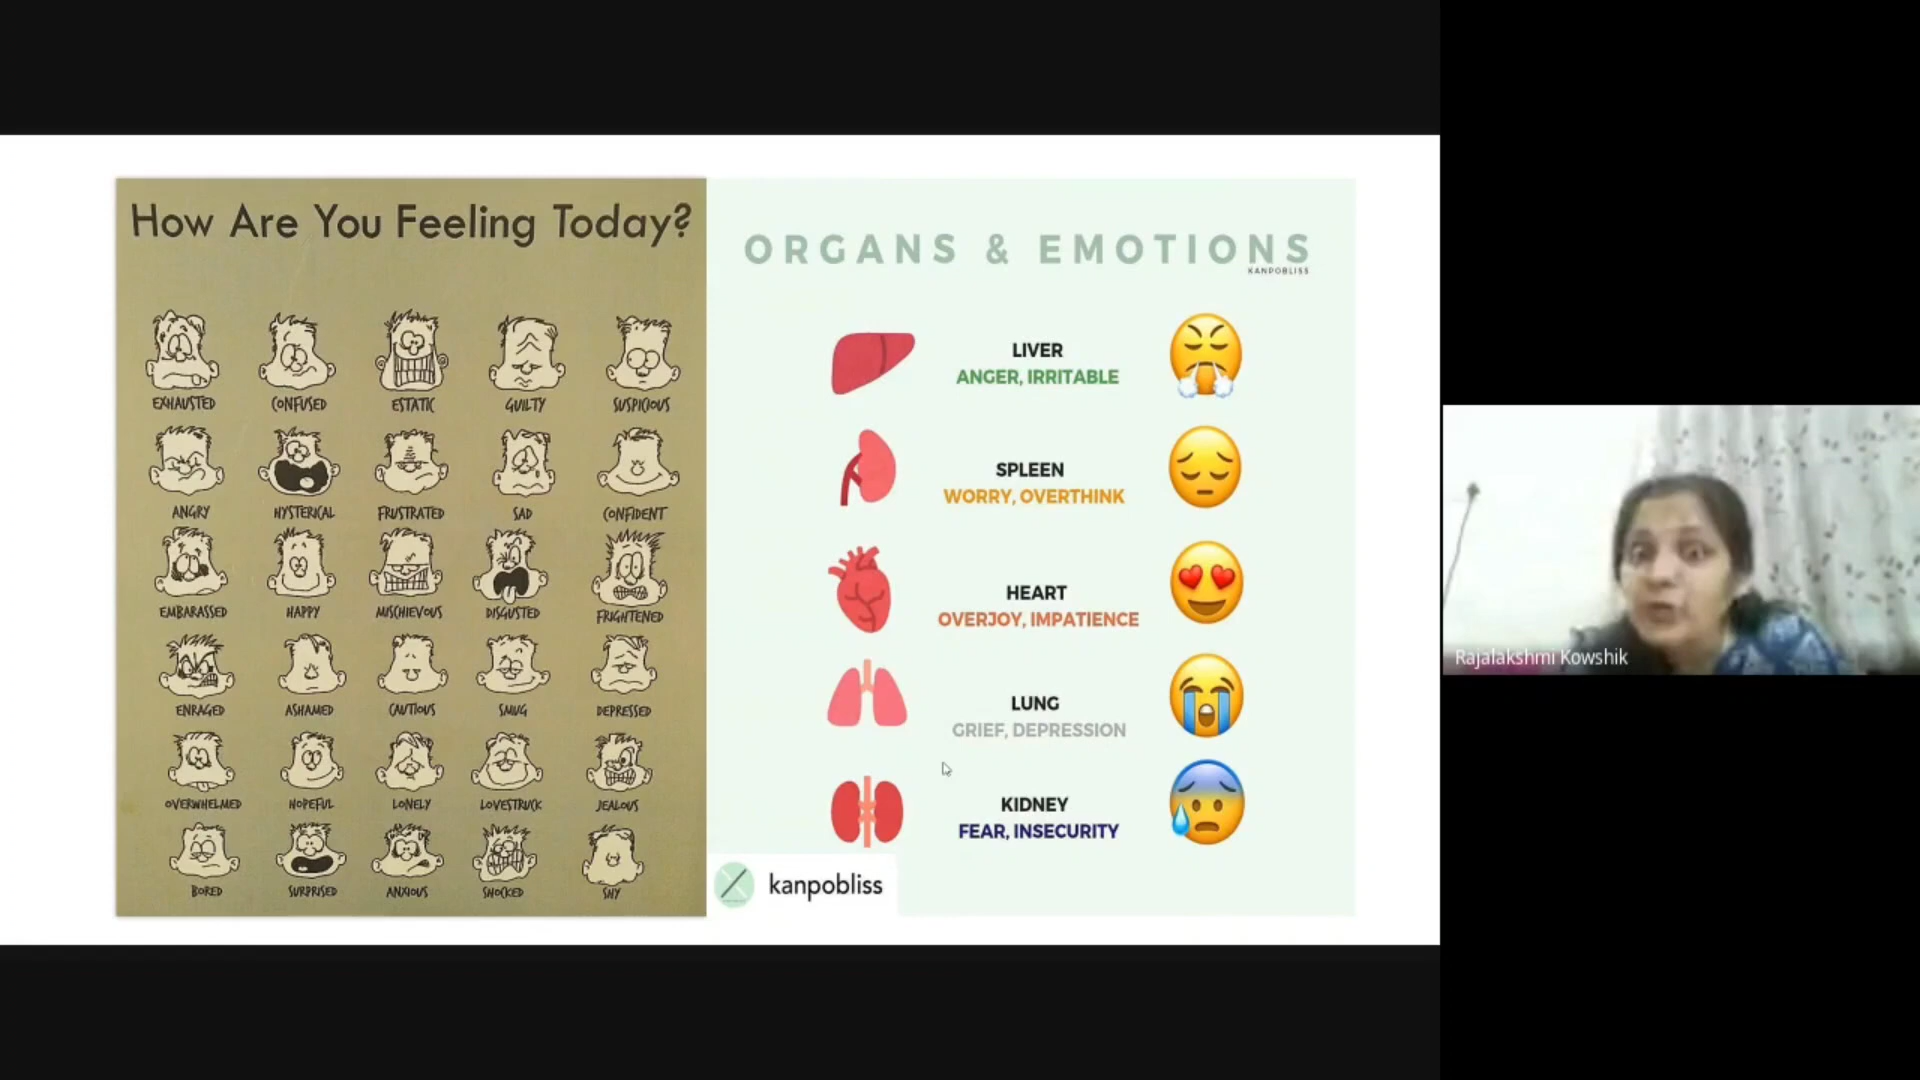 How Are You Feeling Today?
EXHAUSTED CONFUSED ESTATIC GUILTY SUSPICIOUS
ANGRY HYSTERICAL FRUSTRATED SAD CONFIDENT
EMBARASSED HAPPY MISCHIEVOUS DISGUSTED FRIGHTENED
ENRAGED ASHAMED CAUTIOUS SMUG DEPRESSED
OVERWHELMED HOPEFUL LONELY LOVESTRUCK JEALOUS
BORED SURPRISED ANXIOUS SHOCKED SHY
ORGANS & EMOTIONS
KANPOBLISS
LIVER
ANGER, IRRITABLE
SPLEEN
WORRY, OVERTHINK
HEART
OVERJOY, IMPATIENCE
LUNG
GRIEF, DEPRESSION
KIDNEY
FEAR, INSECURITY
kanpobliss
Rajalakshmi Kowshik